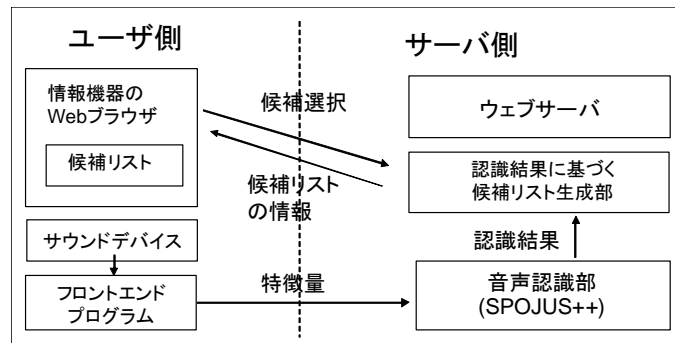 ユーザ側
サーバ側
情報機器の
Webブラウザ
候補リスト
候補選択
候補リスト
の情報
ウェブサーバ
認識結果に基づく
候補リスト生成部
サウンドデバイス
認識結果
フロントエンド
プログラム
特徴量
音声認識部
(SPOJUS++)